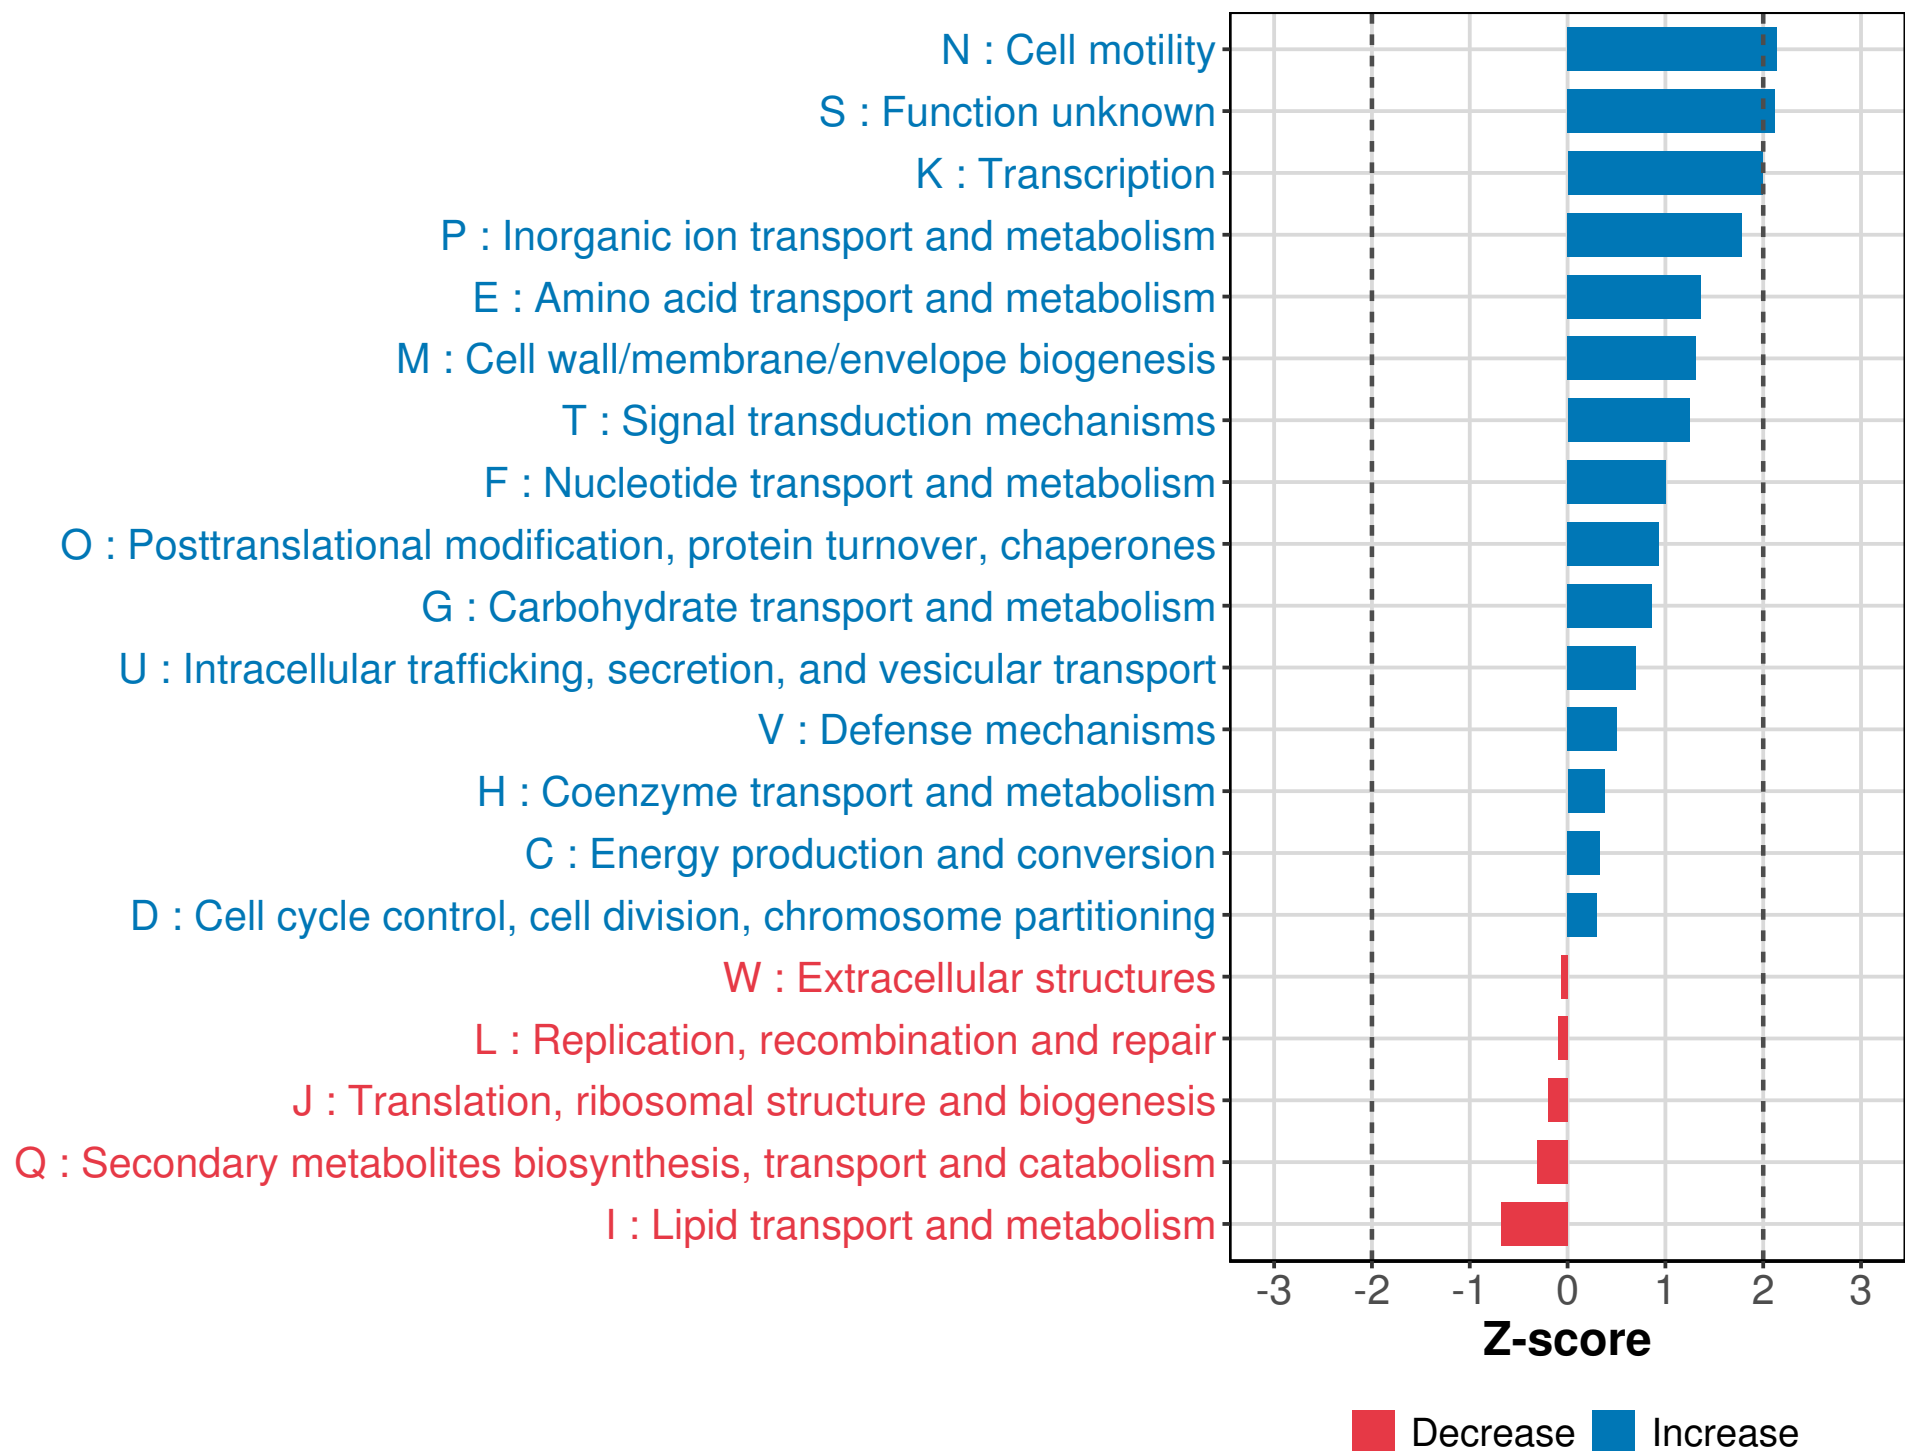 N : Cell motility
S : Function unknown
K : Transcription
P : Inorganic ion transport and metabolism
E : Amino acid transport and metabolism
M : Cell wall/membrane/envelope biogenesis
T : Signal transduction mechanisms
F : Nucleotide transport and metabolism
O : Posttranslational modification, protein turnover, chaperones
G : Carbohydrate transport and metabolism
U : Intracellular trafficking, secretion, and vesicular transport
V : Defense mechanisms
H : Coenzyme transport and metabolism
C : Energy production and conversion
D : Cell cycle control, cell division, chromosome partitioning
W : Extracellular structures
L : Replication, recombination and repair
J : Translation, ribosomal structure and biogenesis
Q : Secondary metabolites biosynthesis, transport and catabolism
I : Lipid transport and metabolism
-3 -2 -1 0 1 2 3
Z-score
Decrease Increase